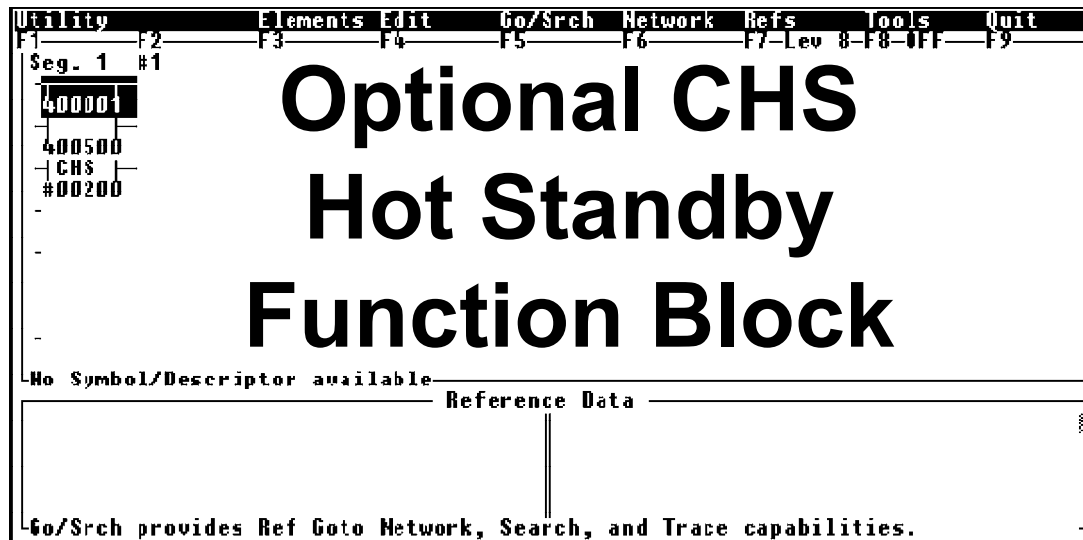 Utility Elements Edit Go/Srch Network Refs Tools Quit
F1 F2 F3 F4 F5 F6 F7-Lev 8-F8-OFF F9
Seg. 1 #1
400001
400500
CHS
#00200
Optional CHS
Hot Standby
Function Block
No Symbol/Descriptor available
Reference Data
Go/Srch provides Ref Goto Network, Search, and Trace capabilities.